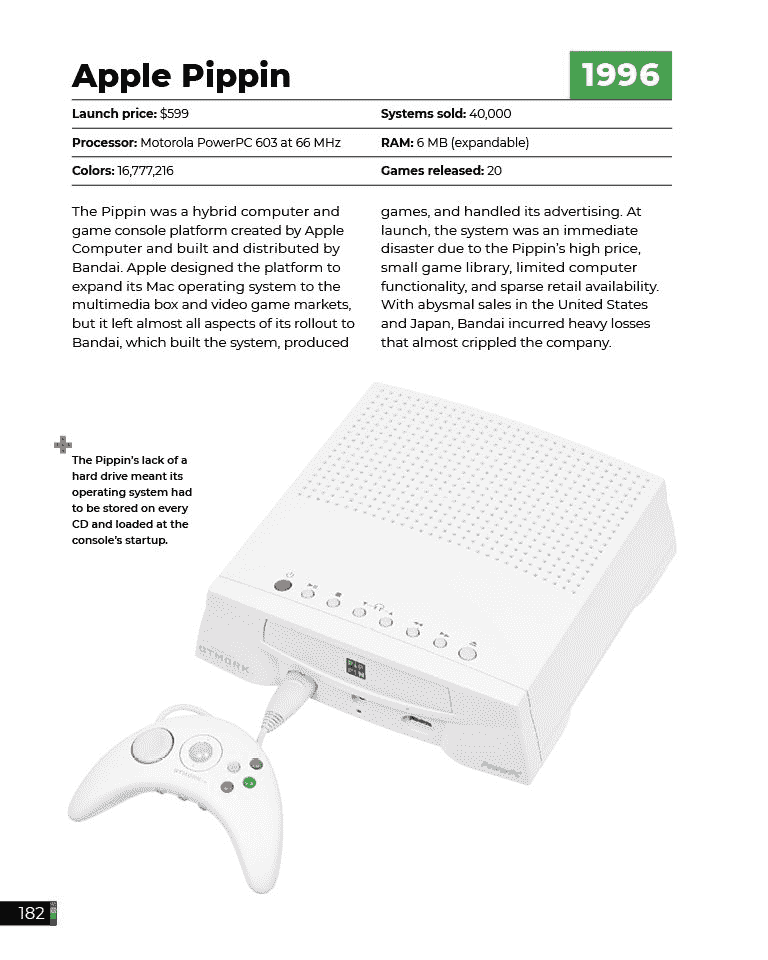 Apple Pippin
1996
Launch price: $599
Systems sold: 40,000
Processor: Motorola PowerPC 603 at 66 MHz
RAM: 6 MB (expandable)
Colors: 16,777,216
Games released: 20
The Pippin was a hybrid computer and
game console platform created by Apple
Computer and built and distributed by
Bandai. Apple designed the platform to
expand its Mac operating system to the
multimedia box and video game markets,
but it left almost all aspects of its rollout to
Bandai, which built the system, produced
games, and handled its advertising. At
launch, the system was an immediate
disaster due to the Pippin’s high price,
small game library, limited computer
functionality, and sparse retail availability.
With abysmal sales in the United States
and Japan, Bandai incurred heavy losses
that almost crippled the company.
The Pippin’s lack of a
hard drive meant its
operating system had
to be stored on every
CD and loaded at the
console’s startup.
PIP
PIN
PowerPC
182